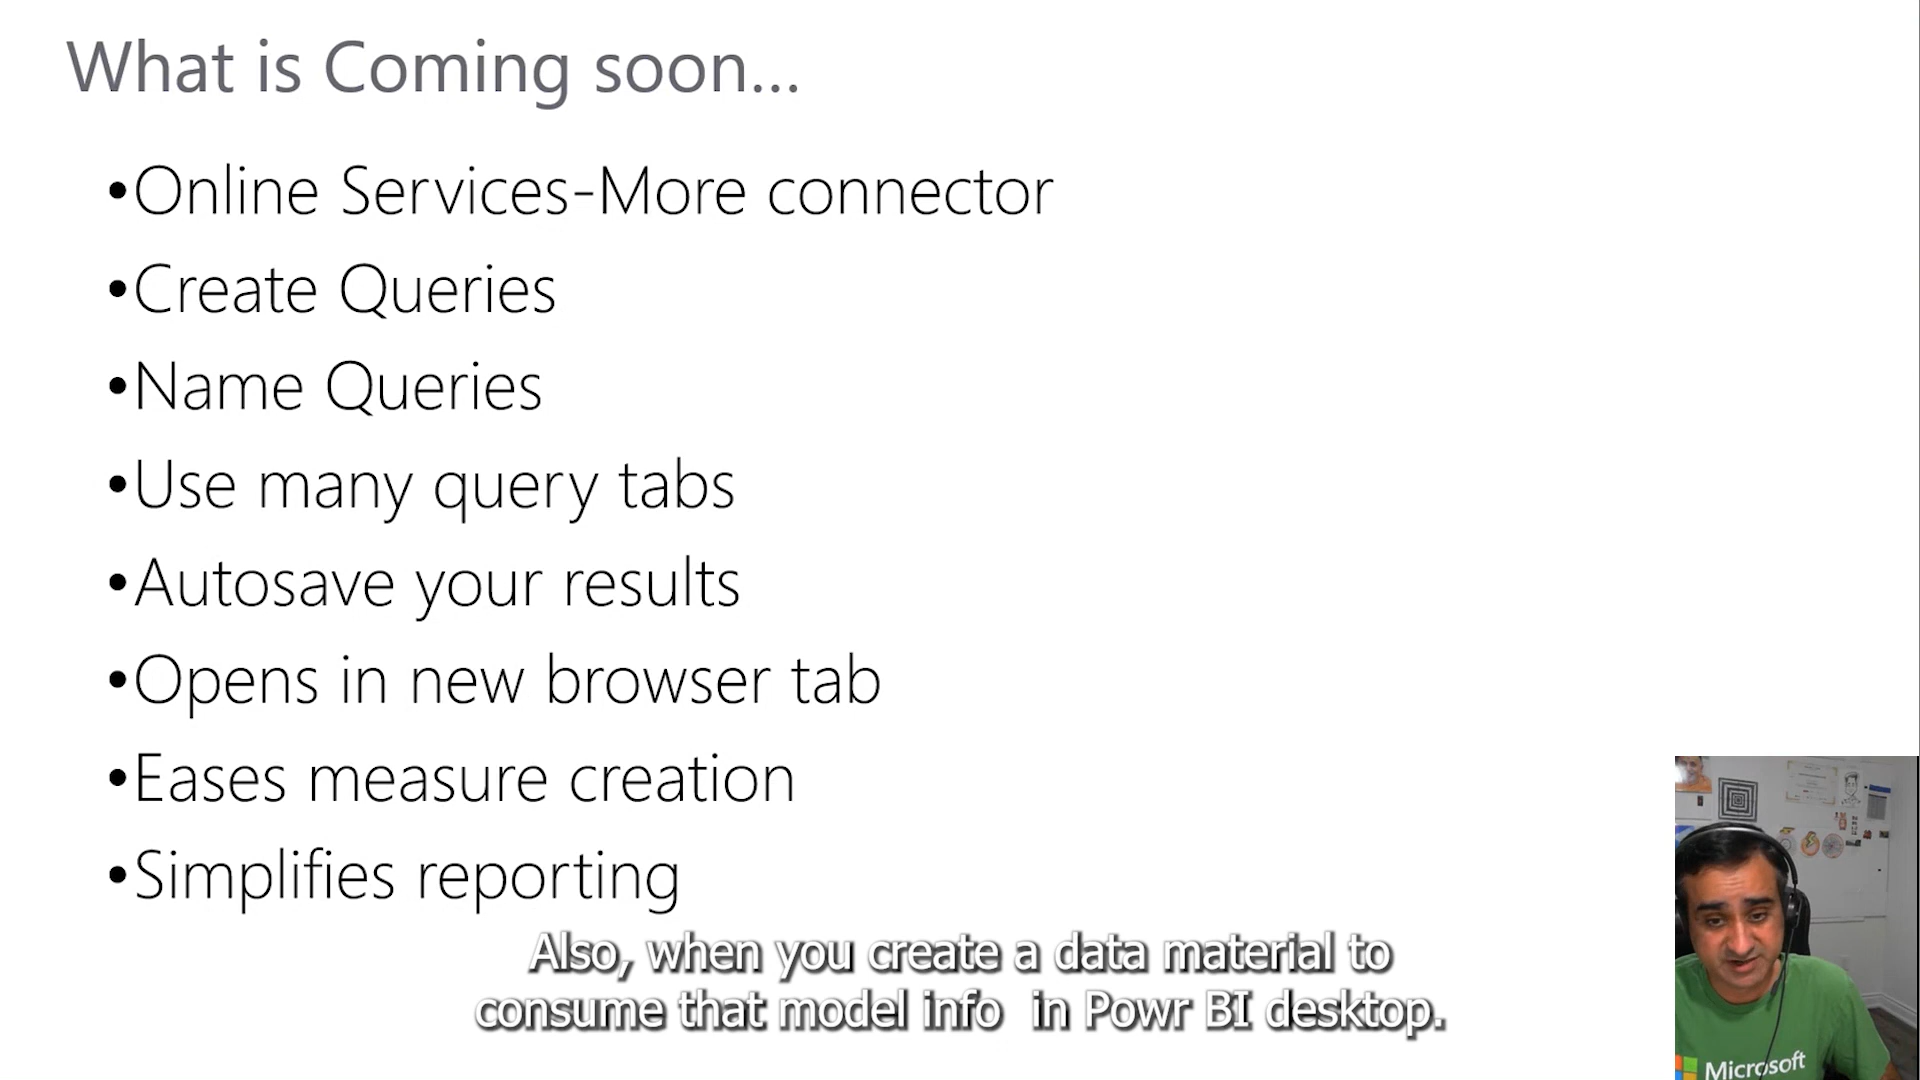 What is Coming soon...
•Online Services-More connector
•Create Queries
•Name Queries
•Use many query tabs
•Autosave your results
•Opens in new browser tab
•Eases measure creation
•Simplifies reporting
Also, when you create a data material to
consume that model info in Powr BI desktop.
Microsoft